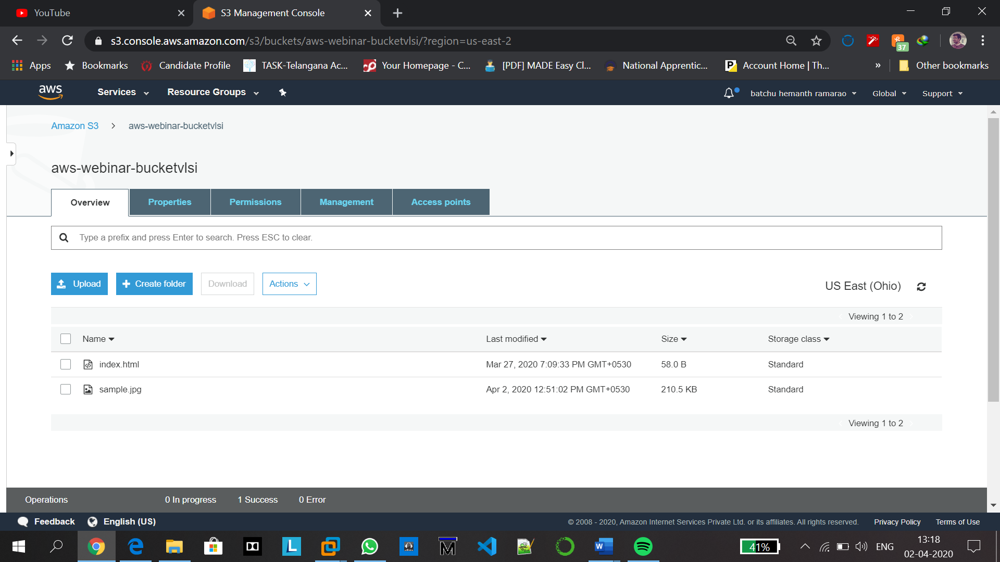 YouTube
S3 Management Console
s3.console.aws.amazon.com/s3/buckets/aws-webinar-bucketvlsi/?region=us-east-2
37
Apps
Bookmarks
Candidate Profile
TASK-Telangana Ac...
Your Homepage - C...
[PDF] MADE Easy Cl...
National Apprentic...
Account Home | Th...
»
Other bookmarks
aws
Services
Resource Groups
batchu hemanth ramarao
Global
Support
Amazon S3 > aws-webinar-bucketvlsi
aws-webinar-bucketvlsi
Overview
Properties
Permissions
Management
Access points
Type a prefix and press Enter to search. Press ESC to clear.
Upload
Create folder
Download
Actions
US East (Ohio)
Viewing 1 to 2
Name Last modified Size Storage class
index.html Mar 27, 2020 7:09:33 PM GMT+0530 58.0 B Standard
sample.jpg Apr 2, 2020 12:51:02 PM GMT+0530 210.5 KB Standard
Viewing 1 to 2
Operations 0 In progress 1 Success 0 Error
Feedback English (US)
© 2008 - 2020, Amazon Internet Services Private Ltd. or its affiliates. All rights reserved. Privacy Policy Terms of Use
L
M
W
41%
ENG
13:18
02-04-2020